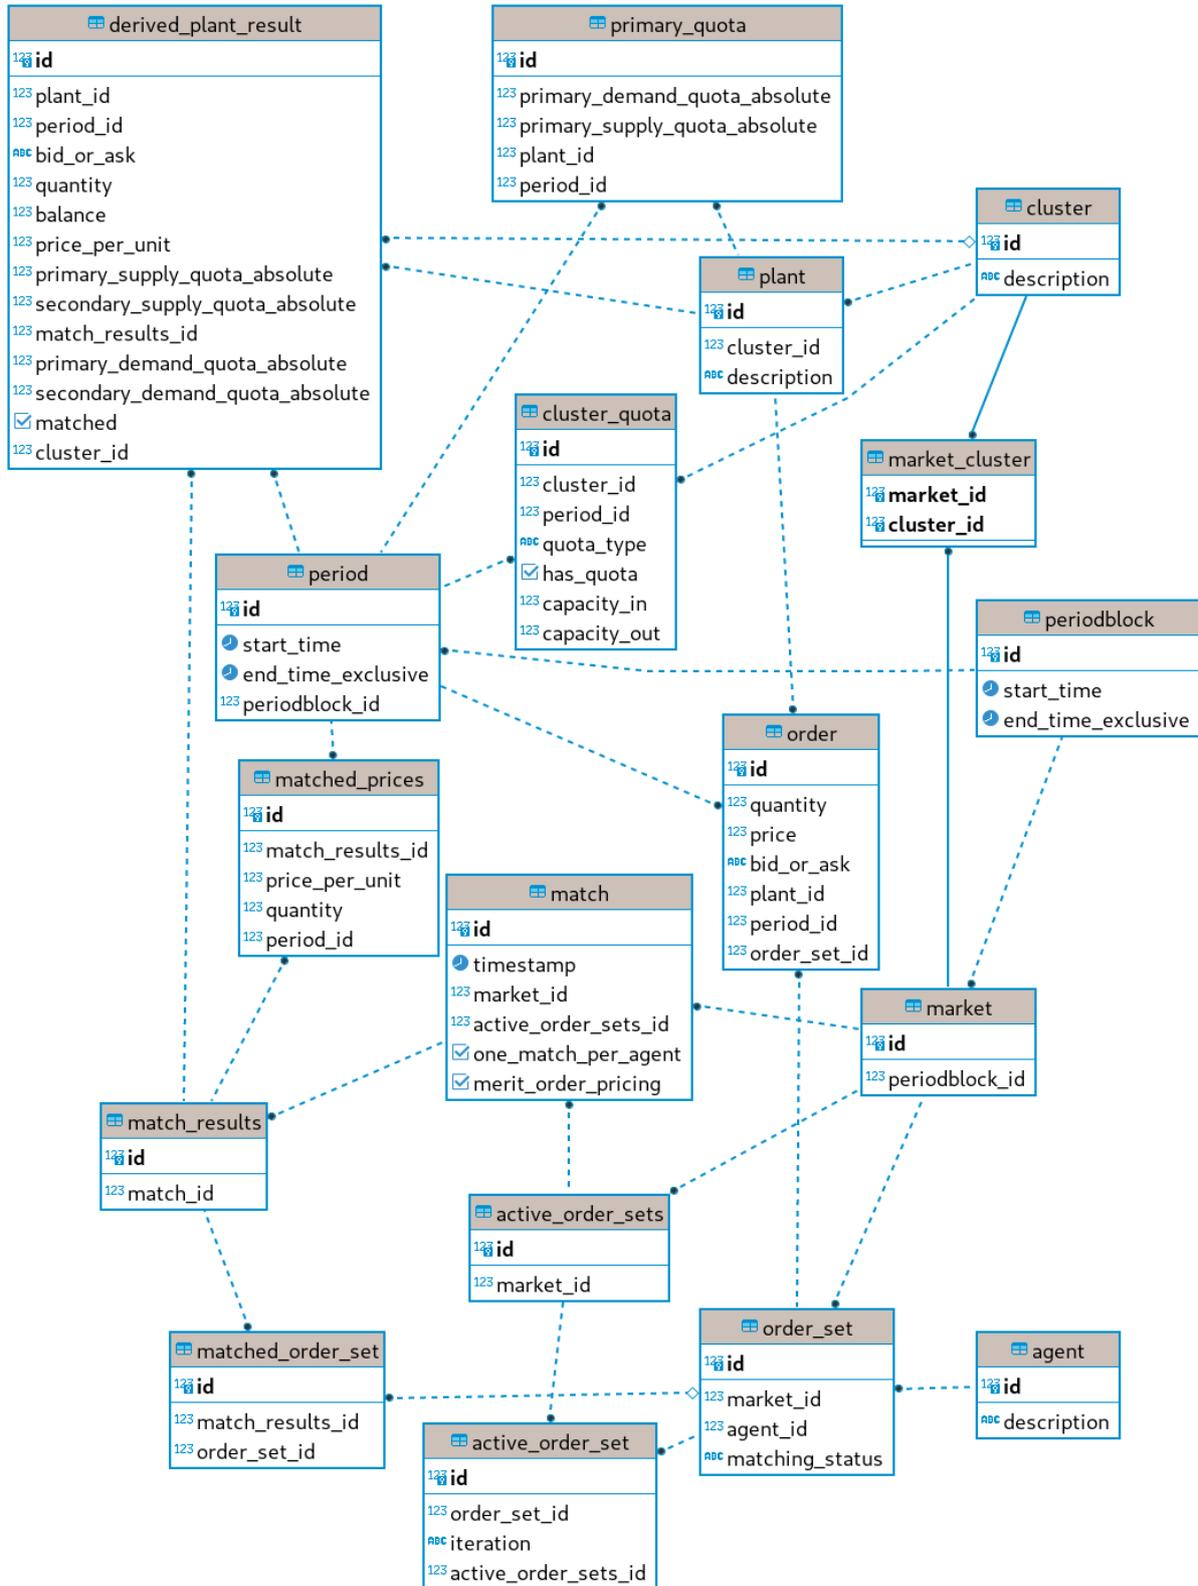 derived_plant_result
id
plant_id
period_id
bid_or_ask
quantity
balance
price_per_unit
primary_supply_quota_absolute
secondary_supply_quota_absolute
match_results_id
primary_demand_quota_absolute
secondary_demand_quota_absolute
matched
cluster_id
primary_quota
id
primary_demand_quota_absolute
primary_supply_quota_absolute
plant_id
period_id
cluster
id
description
plant
id
cluster_id
description
cluster_quota
id
cluster_id
period_id
quota_type
has_quota
capacity_in
capacity_out
market_cluster
market_id
cluster_id
period
id
start_time
end_time_exclusive
periodblock_id
periodblock
id
start_time
end_time_exclusive
order
id
quantity
price
bid_or_ask
plant_id
period_id
order_set_id
matched_prices
id
match_results_id
price_per_unit
quantity
period_id
match
id
timestamp
market_id
active_order_sets_id
one_match_per_agent
merit_order_pricing
market
id
periodblock_id
match_results
id
match_id
active_order_sets
id
market_id
order_set
id
market_id
agent_id
matching_status
agent
id
description
matched_order_set
id
match_results_id
order_set_id
active_order_set
id
order_set_id
iteration
active_order_sets_id